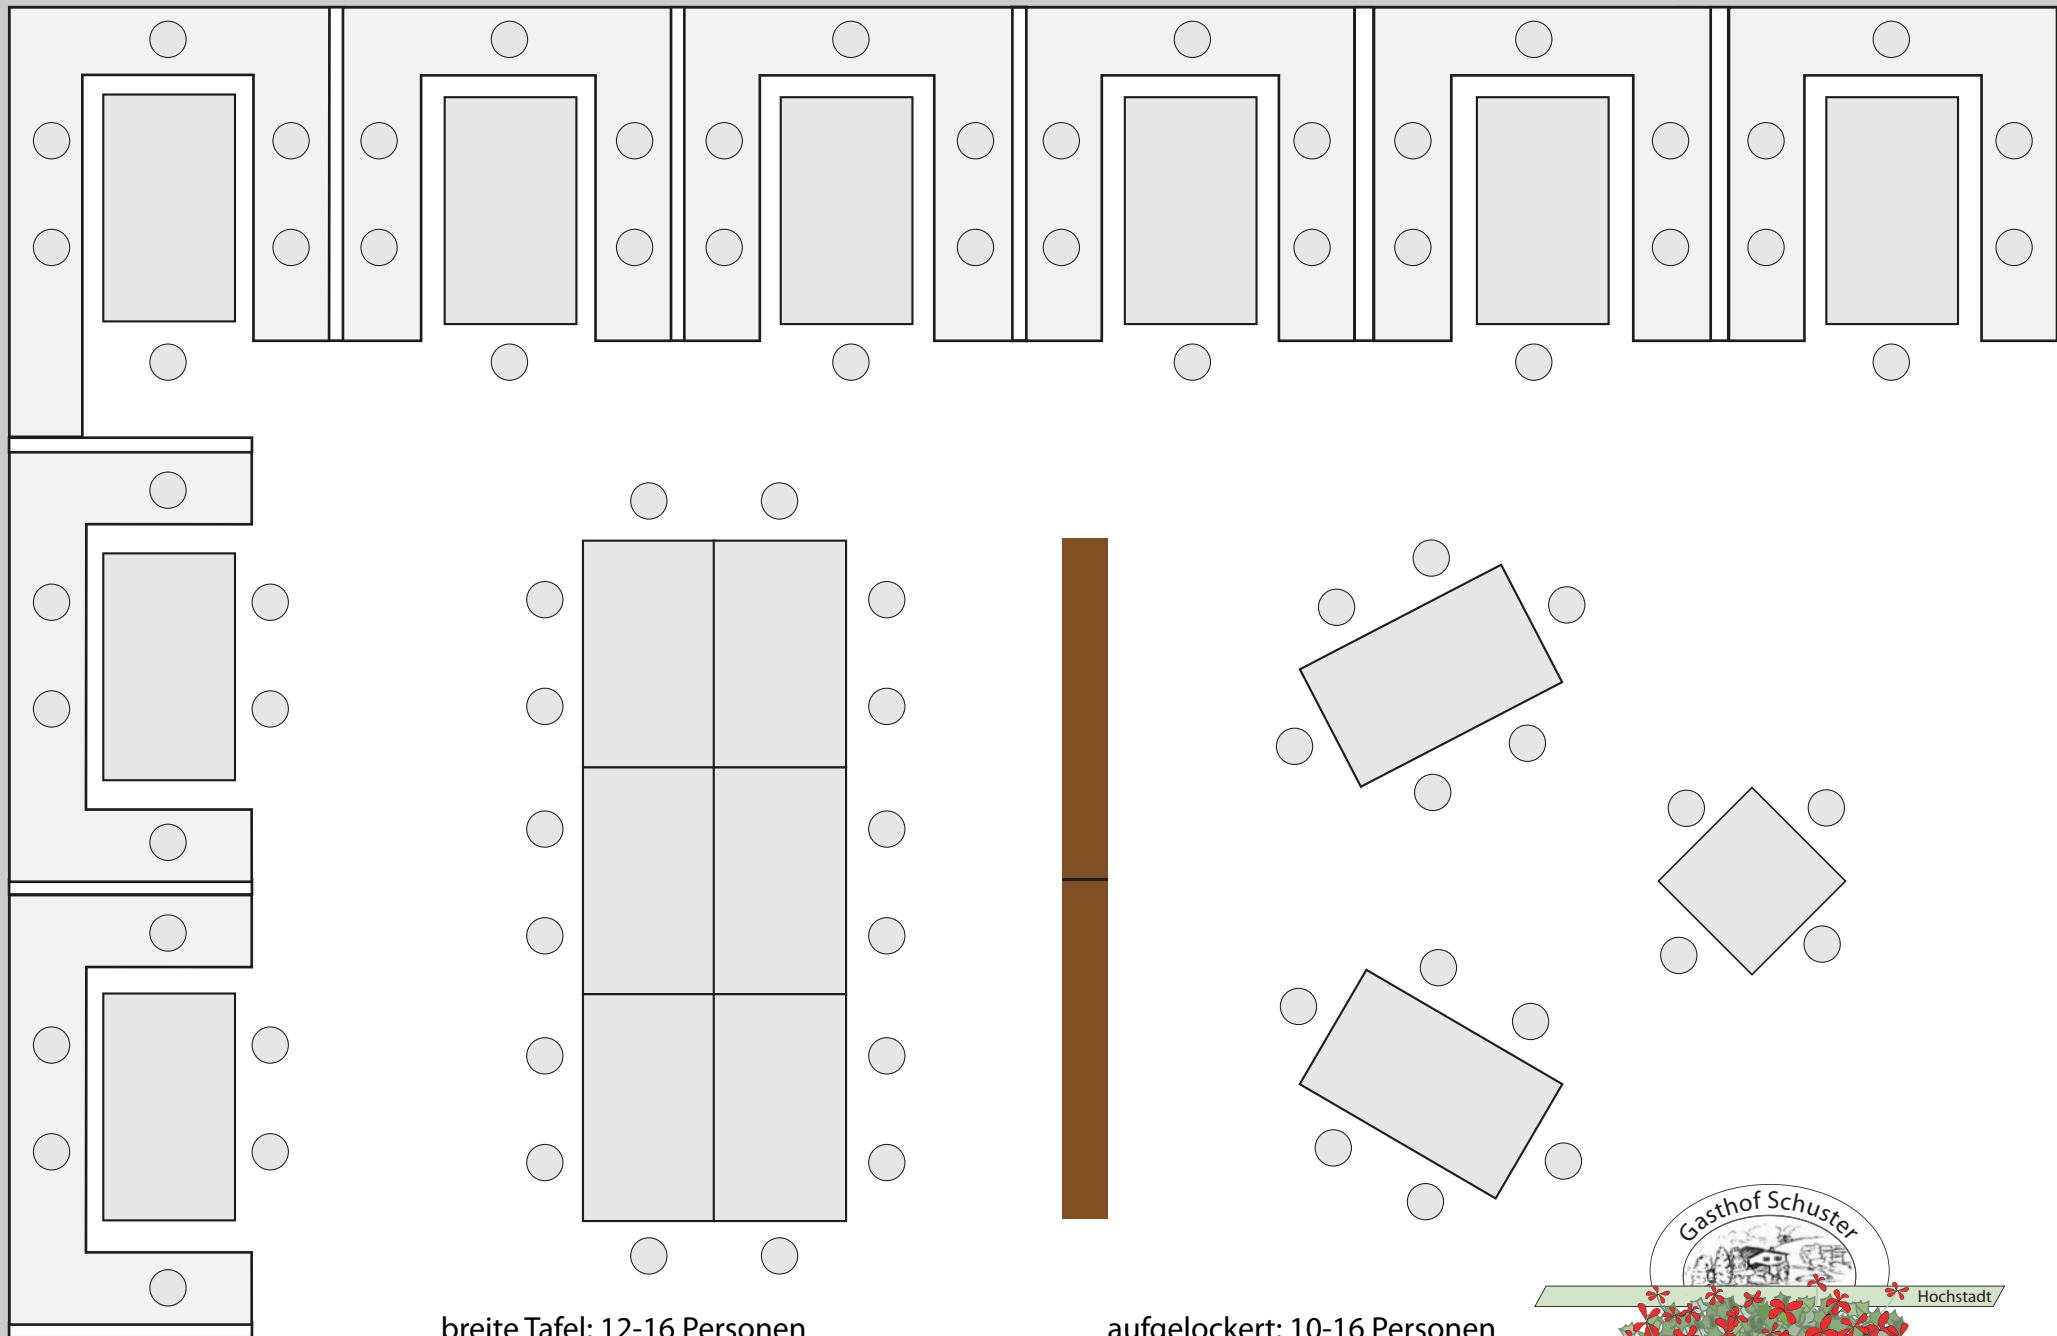 Gasthof Schuster
Hochstadt
breite Tafel: 12-16 Personen
aufgelockert: 10-16 Personen